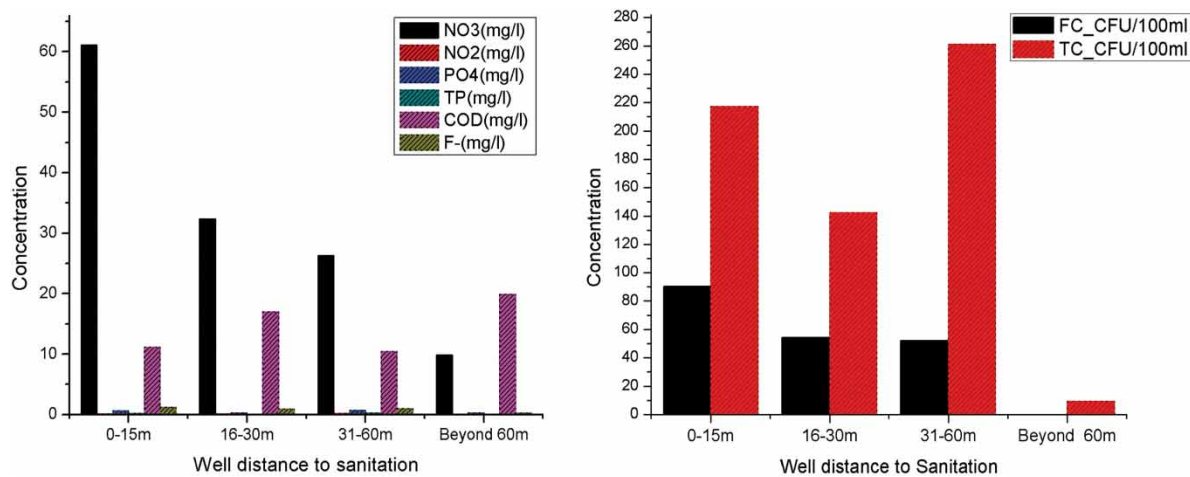 Concentration
60
50
40
30
20
10
0
NO3(mg/l)
NO2(mg/l)
PO4(mg/l)
TP(mg/l)
COD(mg/l)
F-(mg/l)
0-15m
16-30m
31-60m
Beyond 60m
Well distance to sanitation
Concentration
280
260
240
220
200
180
160
140
120
100
80
60
40
20
0
FC_CFU/100ml
TC_CFU/100ml
0-15m
16-30m
31-60m
Beyond 60m
Well distance to Sanitation